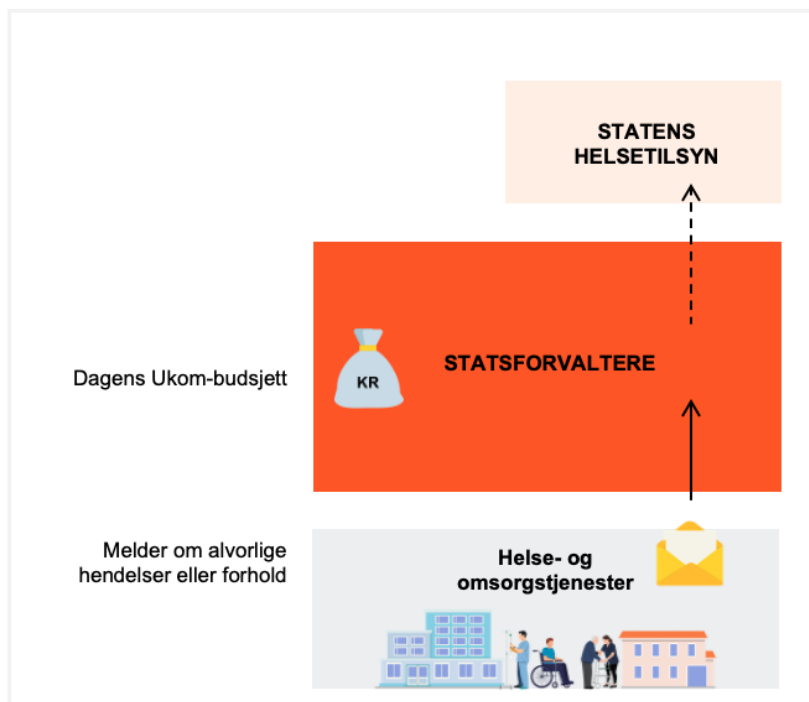 STATENS
HELSETILSYN
Dagens Ukom-budsjett
KR
STATSFORVALTERE
Melder om alvorlige
hendelser eller forhold
Helse- og
omsorgstjenester